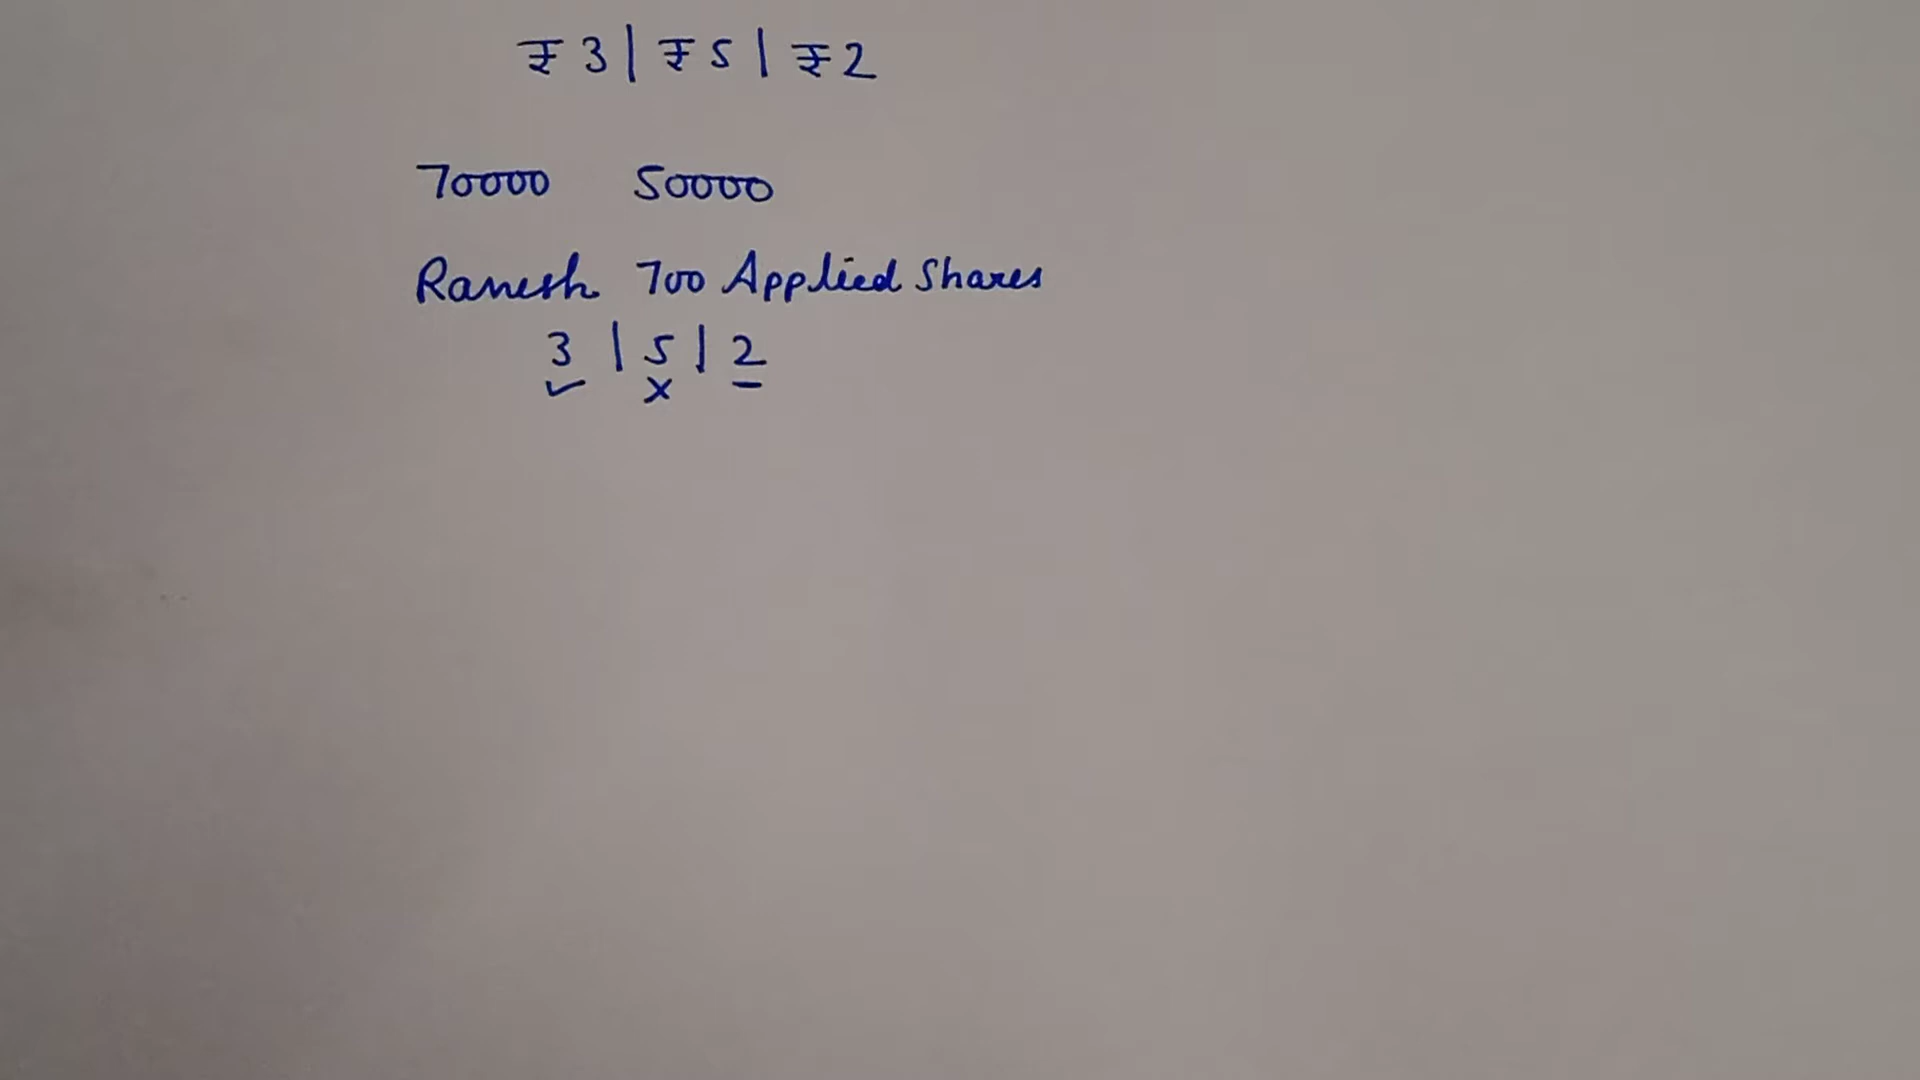 ₹ 3 | ₹ 5 | ₹ 2
70000 50000
Ramesh 700 Applied Shares
3 | 5 | 2
✓ x –